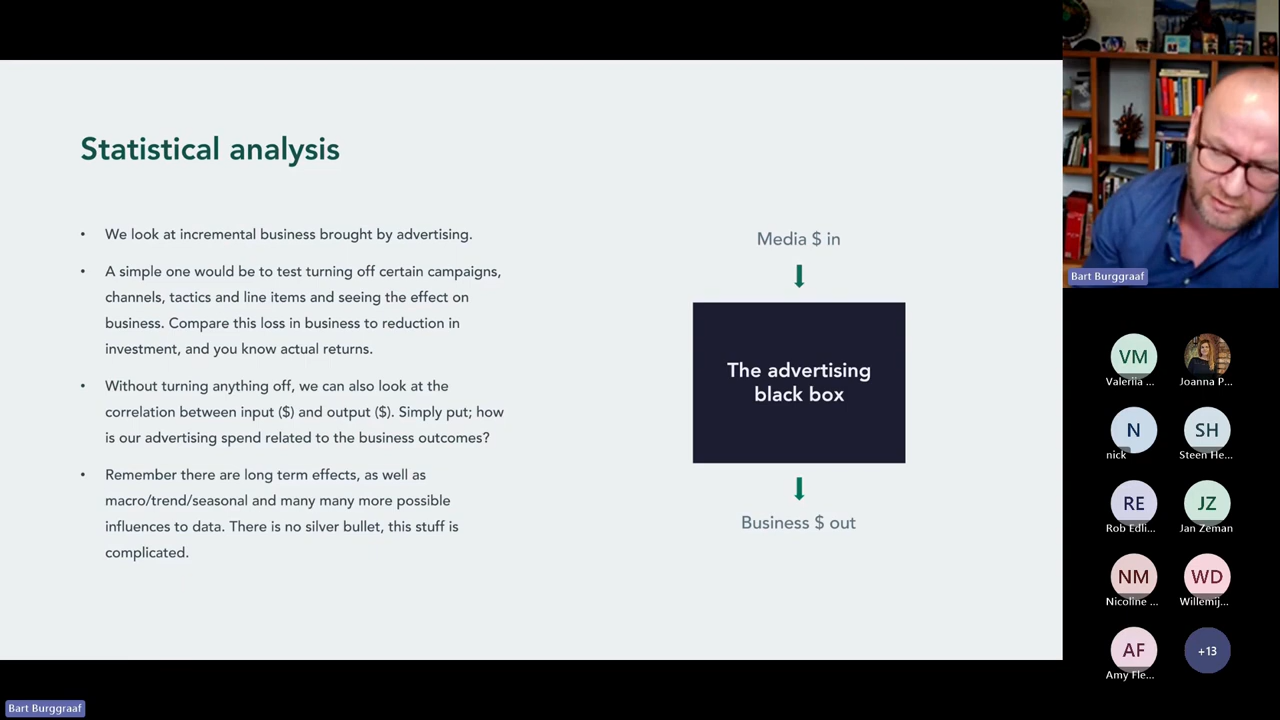 Statistical analysis
• We look at incremental business brought by advertising.
• A simple one would be to test turning off certain campaigns,
channels, tactics and line items and seeing the effect on
business. Compare this loss in business to reduction in
investment, and you know actual returns.
• Without turning anything off, we can also look at the
correlation between input ($) and output ($). Simply put; how
is our advertising spend related to the business outcomes?
• Remember there are long term effects, as well as
macro/trend/seasonal and many many more possible
influences to data. There is no silver bullet, this stuff is
complicated.
Media $ in
The advertising
black box
Business $ out
Bart Burggraaf
VM
Valeriia ...
Joanna P...
N
nick
SH
Steen He...
RE
Rob Edli...
JZ
Jan Zeman
NM
Nicoline ...
WD
Willemij...
AF
Amy Fle...
+13
Bart Burggraaf